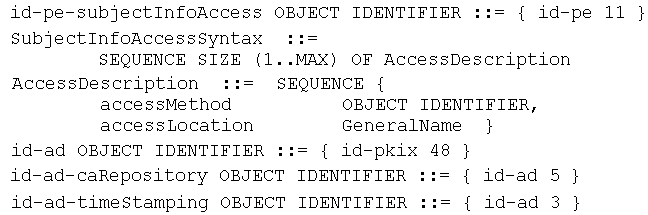 id-pe-subjectInfoAccess OBJECT IDENTIFIER ::= { id-pe 11 }
SubjectInfoAccessSyntax  ::=
        SEQUENCE SIZE (1..MAX) OF AccessDescription
AccessDescription  ::=  SEQUENCE {
        accessMethod          OBJECT IDENTIFIER,
        accessLocation        GeneralName  }
id-ad OBJECT IDENTIFIER ::= { id-pkix 48 }
id-ad-caRepository OBJECT IDENTIFIER ::= { id-ad 5 }
id-ad-timeStamping OBJECT IDENTIFIER ::= { id-ad 3 }